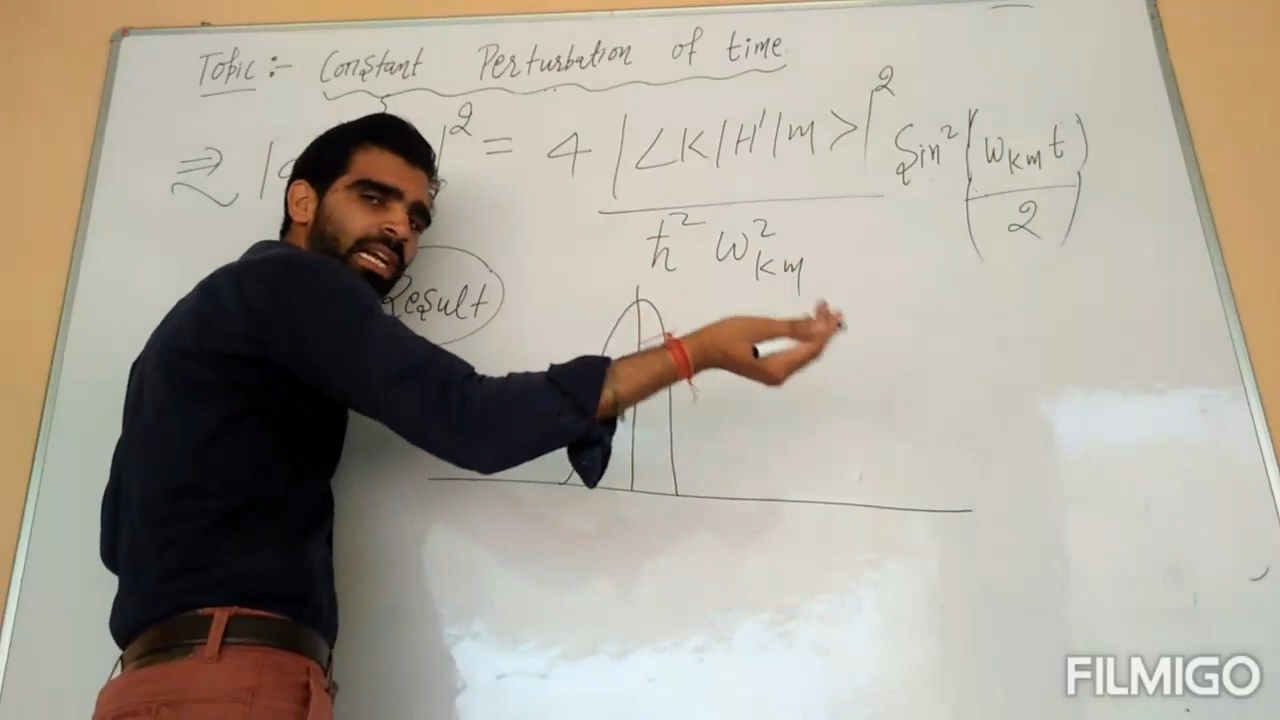 Topic :- Constant Perturbation of time
⇒ | |² = 4 |<K|H'|m>|² Sin² (ω_km t / 2)
ħ² ω²_km
Result
FILMIGO